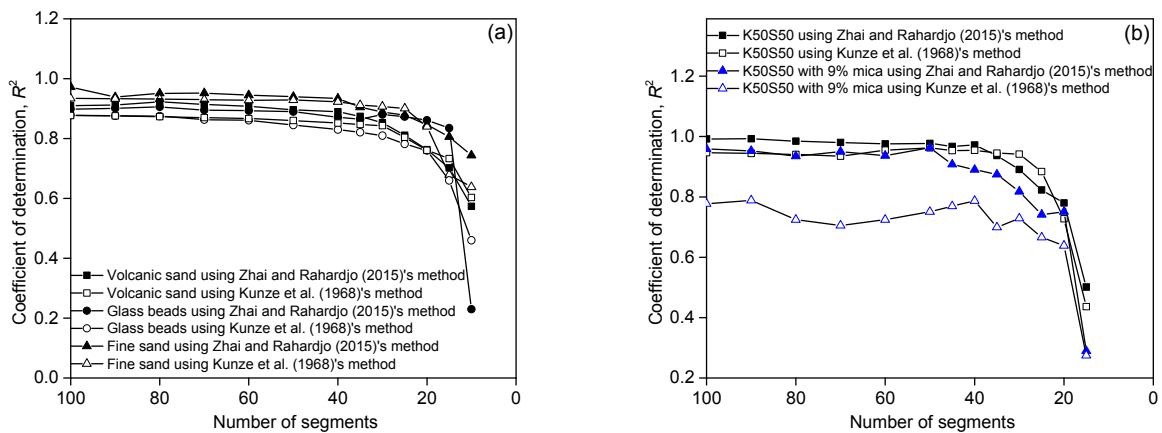 (a)
1.2
1.0
0.8
0.6
0.4
0.2
0.0
Coefficient of determination, R²
Volcanic sand using Zhai and Rahardjo (2015)'s method
Volcanic sand using Kunze et al. (1968)'s method
Glass beads using Zhai and Rahardjo (2015)'s method
Glass beads using Kunze et al. (1968)'s method
Fine sand using Zhai and Rahardjo (2015)'s method
Fine sand using Kunze et al. (1968)'s method
100 80 60 40 20 0
Number of segments
(b)
K50S50 using Zhai and Rahardjo (2015)'s method
K50S50 using Kunze et al. (1968)'s method
K50S50 with 9% mica using Zhai and Rahardjo (2015)'s method
K50S50 with 9% mica using Kunze et al. (1968)'s method
1.2
1.0
0.8
0.6
0.4
0.2
Coefficient of determination, R²
100 80 60 40 20 0
Number of segments